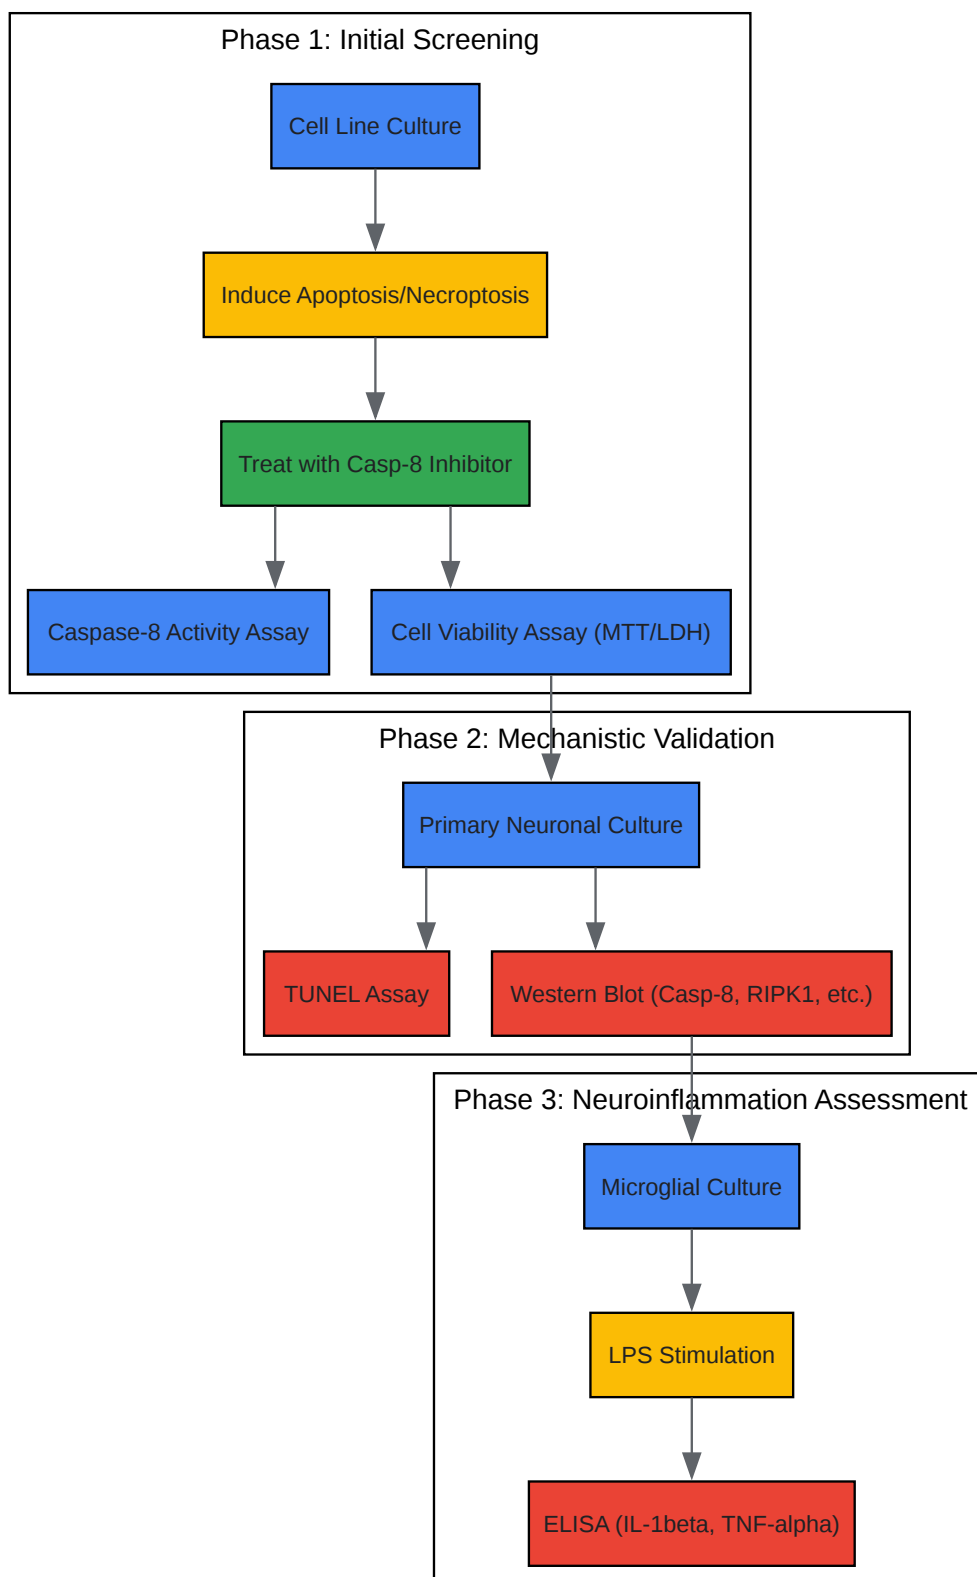 Phase 1: Initial Screening
Cell Line Culture
Induce Apoptosis/Necroptosis
Treat with Casp-8 Inhibitor
Caspase-8 Activity Assay
Cell Viability Assay (MTT/LDH)
Phase 2: Mechanistic Validation
Primary Neuronal Culture
TUNEL Assay
Western Blot (Casp-8, RIPK1, etc.)
Phase 3: Neuroinflammation Assessment
Microglial Culture
LPS Stimulation
ELISA (IL-1beta, TNF-alpha)